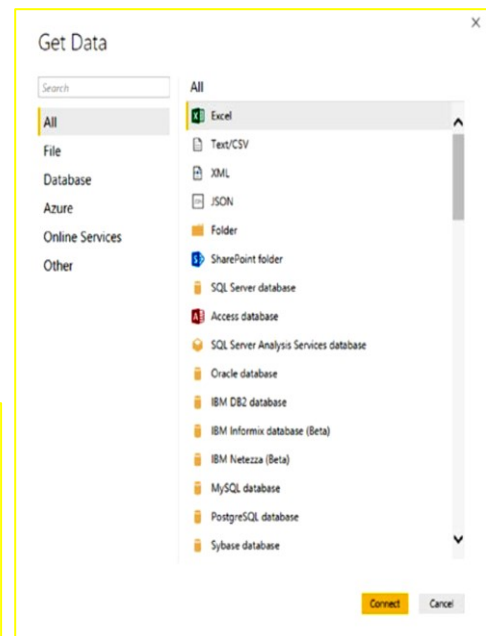 Get Data
Search
All
File
Database
Azure
Online Services
Other
All
Excel
Text/CSV
XML
JSON
Folder
SharePoint folder
SQL Server database
Access database
SQL Server Analysis Services database
Oracle database
IBM DB2 database
IBM Informix database (Beta)
IBM Netezza (Beta)
MySQL database
PostgreSQL database
Sybase database
Connect
Cancel